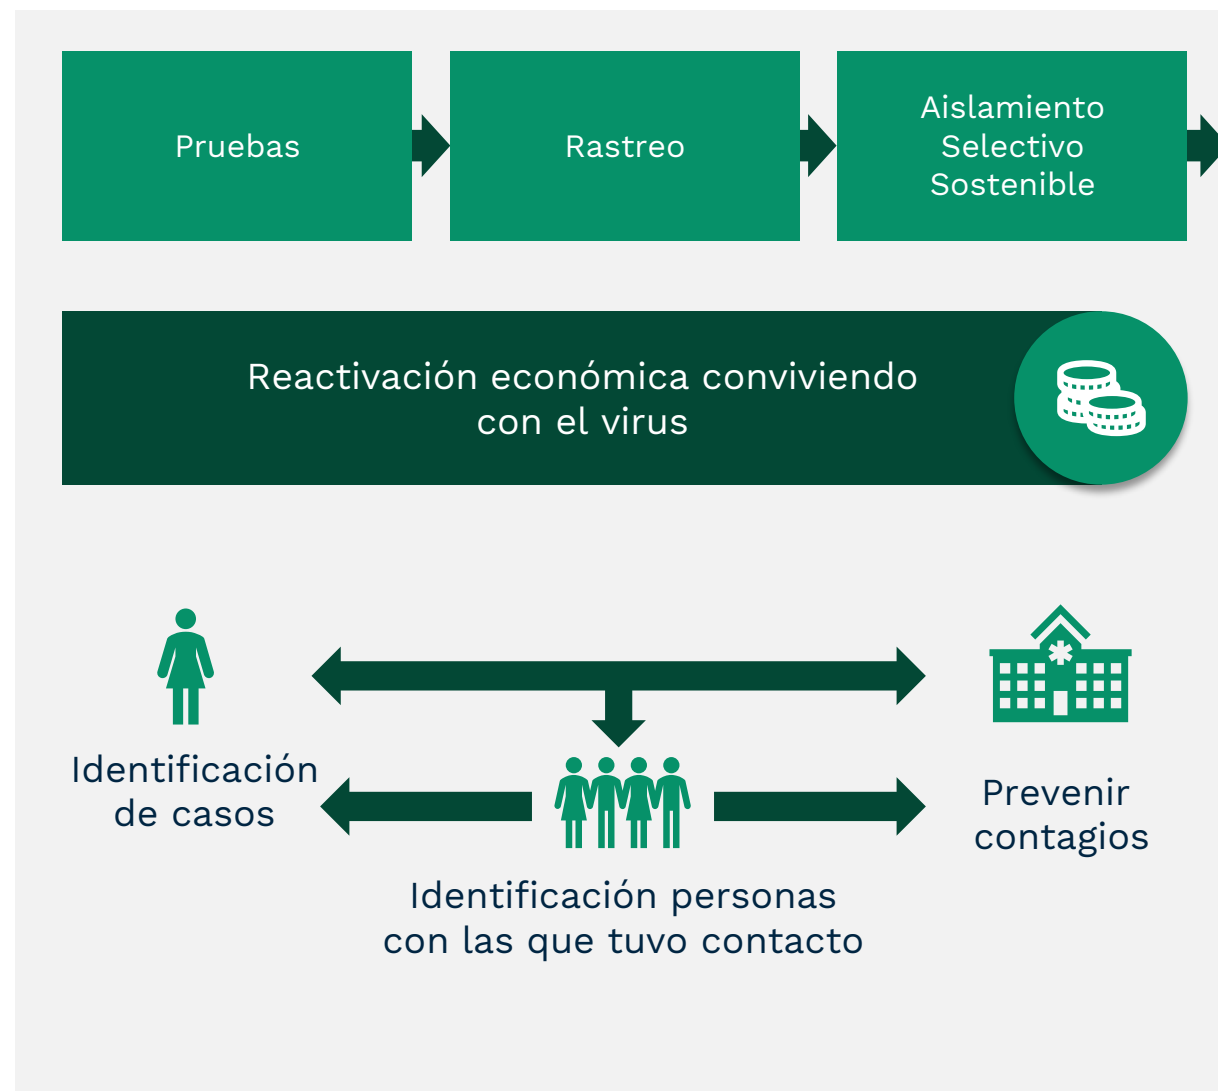 Pruebas
Rastreo
Aislamiento
Selectivo
Sostenible
Reactivación económica conviviendo
con el virus
Identificación
de casos
Prevenir
contagios
Identificación personas
con las que tuvo contacto